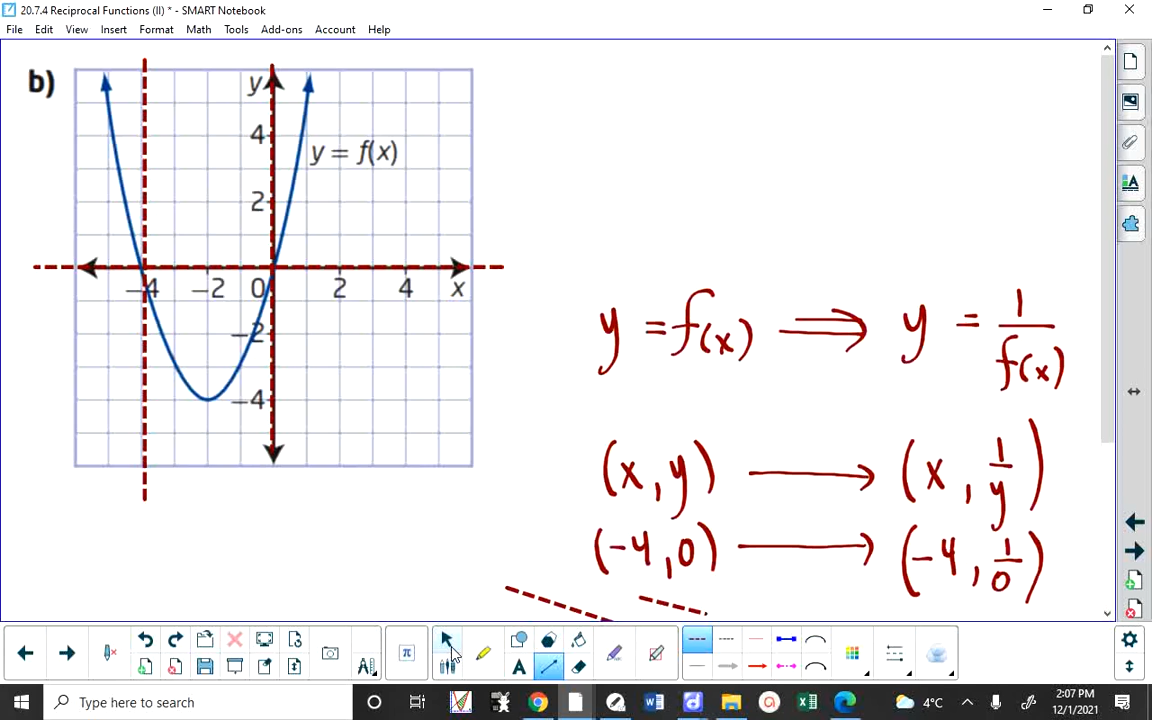 20.7.4 Reciprocal Functions (II) * - SMART Notebook
File Edit View Insert Format Math Tools Add-ons Account Help
b)
y
4
y = f(x)
2
-4 -2 0 2 4 x
-2
-4
y = f(x) ⟹ y = 1/f(x)
(x, y) ⟶ (x, 1/y)
(-4, 0) ⟶ (-4, 1/0)
π
A
A
Type here to search
4°C
2:07 PM
12/1/2021